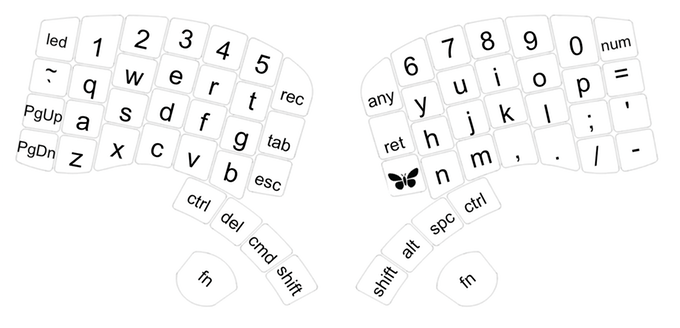 led 1 2 3 4 5
~ ` q w e r t rec
PgUp a s d f g tab
PgDn z x c v b esc
ctrl del cmd shift
fn
6 7 8 9 0 num
any y u i o p =
ret h j k l ; '
n m , . / -
shift alt spc ctrl
fn